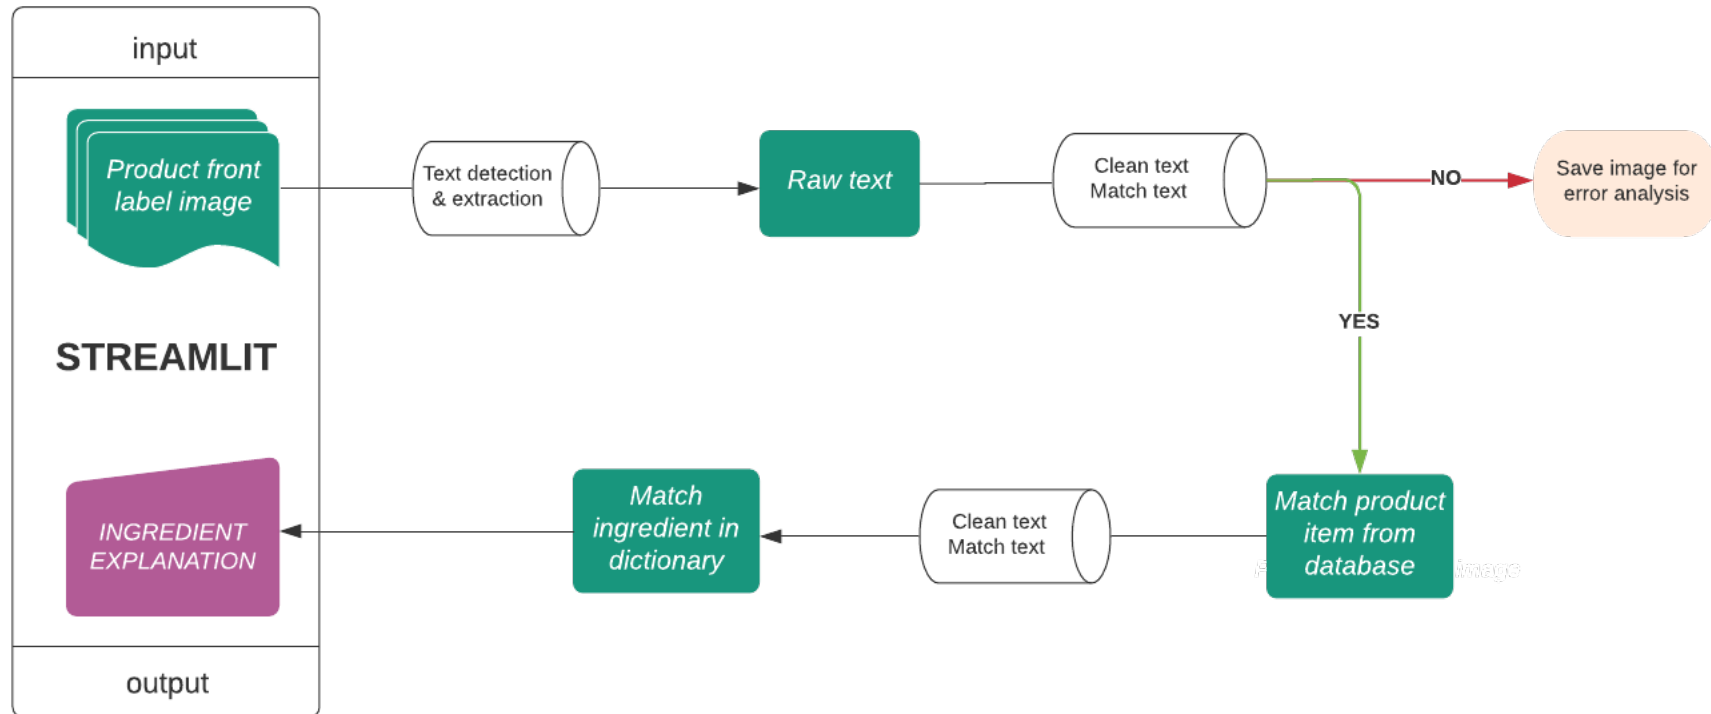 input
Product front
label image
Text detection
& extraction
Raw text
Clean text
Match text
NO
Save image for
error analysis
YES
STREAMLIT
INGREDIENT
EXPLANATION
Match
ingredient in
dictionary
Clean text
Match text
Match product
item from
database
image
output